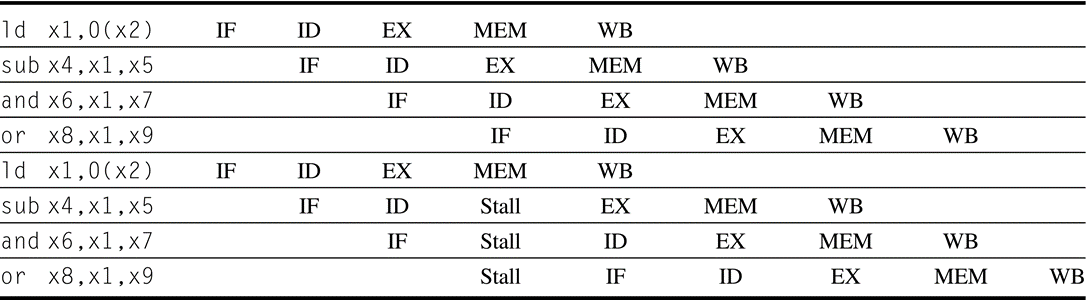 ld x1,0(x2) IF ID EX MEM WB
sub x4,x1,x5 IF ID EX MEM WB
and x6,x1,x7 IF ID EX MEM WB
or x8,x1,x9 IF ID EX MEM WB
ld x1,0(x2) IF ID EX MEM WB
sub x4,x1,x5 IF ID Stall EX MEM WB
and x6,x1,x7 IF Stall ID EX MEM WB
or x8,x1,x9 Stall IF ID EX MEM WB